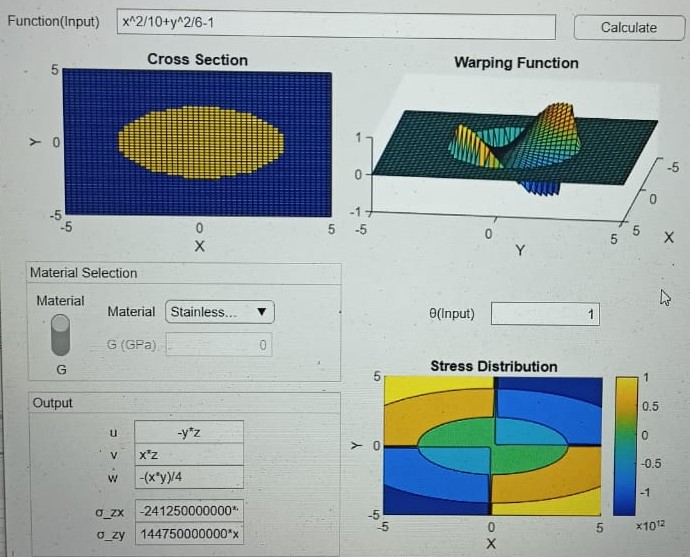 Function(Input) x^2/10+y^2/6-1 Calculate
Cross Section Warping Function
5
Y 0
-5
-5 0 5
X
1
0
-1
-5 0 5
Y
5 0 -5
X
Material Selection
Material
Material Stainless... ▼
G (GPa) 0
G
θ(Input) 1
Output
u -y*z
v x*z
w -(x*y)/4
σ_zx -241250000000*
σ_zy 144750000000*x
Stress Distribution
5
Y 0
-5
-5 0 5
X
1
0.5
0
-0.5
-1
×10^12